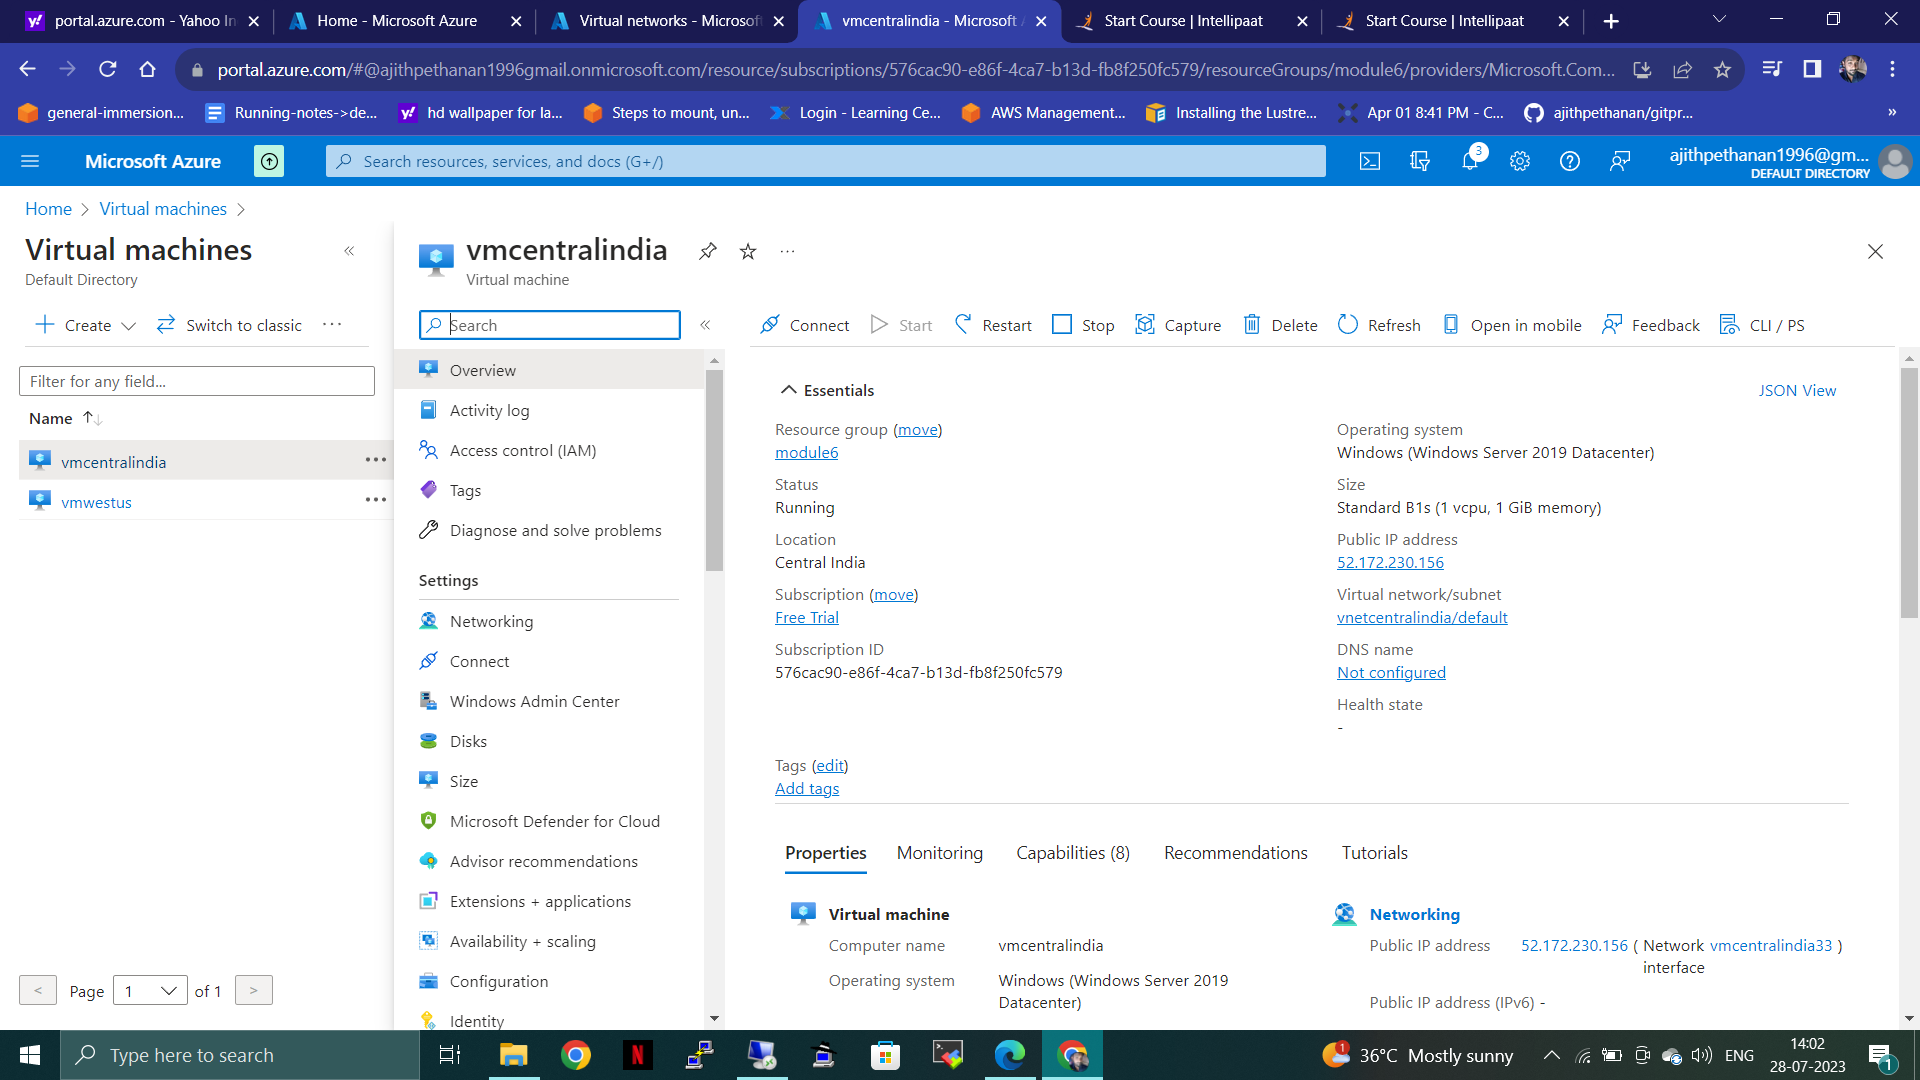 portal.azure.com - Yahoo In
Home - Microsoft Azure
Virtual networks - Microsoft
vmcentralindia - Microsoft A
Start Course | Intellipaat
Start Course | Intellipaat
portal.azure.com/#@ajithpethanan1996gmail.onmicrosoft.com/resource/subscriptions/576cac90-e86f-4ca7-b13d-fb8f250fc579/resourceGroups/module6/providers/Microsoft.Com...
general-immersion...
Running-notes->de...
hd wallpaper for la...
Steps to mount, un...
Login - Learning Ce...
AWS Management...
Installing the Lustre...
Apr 01 8:41 PM - C...
ajithpethanan/gitpr...
»
Microsoft Azure
Search resources, services, and docs (G+/)
3
ajithpethanan1996@gm...
DEFAULT DIRECTORY
Home > Virtual machines >
Virtual machines
«
Default Directory
Create
Switch to classic
...
Filter for any field...
Name
vmcentralindia
...
vmwestus
...
< Page 1 of 1 >
vmcentralindia
...
Virtual machine
Search
«
Overview
Activity log
Access control (IAM)
Tags
Diagnose and solve problems
Settings
Networking
Connect
Windows Admin Center
Disks
Size
Microsoft Defender for Cloud
Advisor recommendations
Extensions + applications
Availability + scaling
Configuration
Identity
Connect
Start
Restart
Stop
Capture
Delete
Refresh
Open in mobile
Feedback
CLI / PS
Essentials
JSON View
Resource group (move)
module6
Status
Running
Location
Central India
Subscription (move)
Free Trial
Subscription ID
576cac90-e86f-4ca7-b13d-fb8f250fc579
Operating system
Windows (Windows Server 2019 Datacenter)
Size
Standard B1s (1 vcpu, 1 GiB memory)
Public IP address
52.172.230.156
Virtual network/subnet
vnetcentralindia/default
DNS name
Not configured
Health state
-
Tags (edit)
Add tags
Properties
Monitoring
Capabilities (8)
Recommendations
Tutorials
Virtual machine
Computer name vmcentralindia
Operating system Windows (Windows Server 2019
Datacenter)
Networking
Public IP address 52.172.230.156 ( Network vmcentralindia33 )
interface
Public IP address (IPv6) -
Type here to search
1
36°C Mostly sunny
ENG
14:02
28-07-2023
1